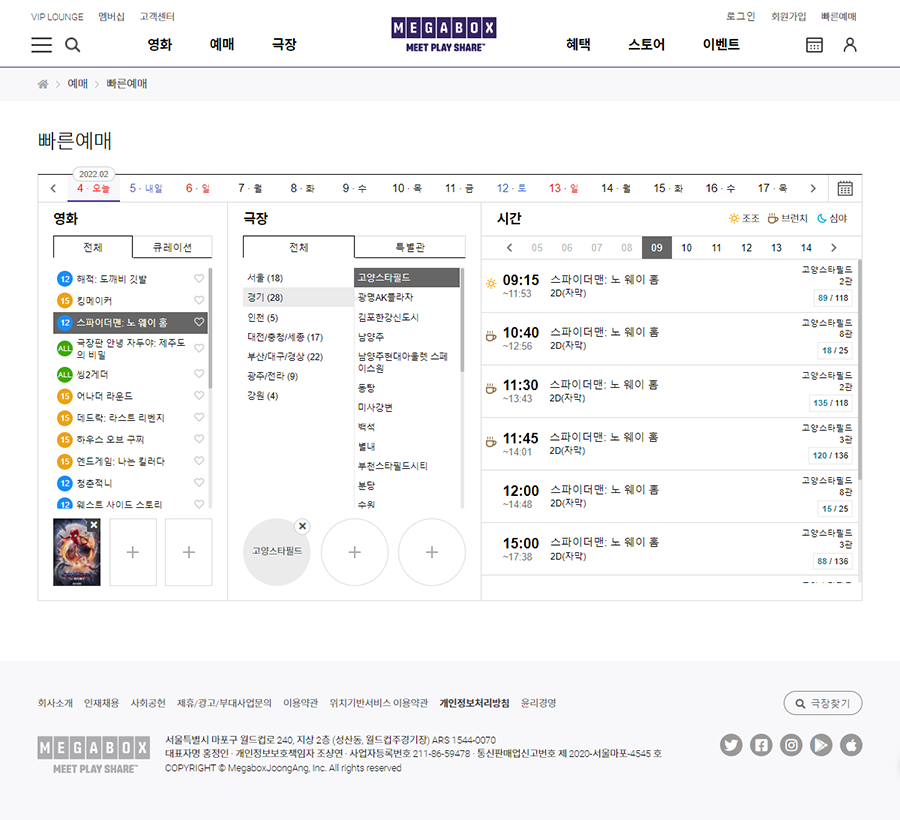 VIP LOUNGE 멤버십 고객센터
로그인 회원가입 빠른예매
MEGABOX
MEET PLAY SHARE™
영화 예매 극장
혜택 스토어 이벤트
예매 > 빠른예매
빠른예매
2022.02
4 · 오늘 5 · 내일 6 · 일 7 · 월 8 · 화 9 · 수 10 · 목 11 · 금 12 · 토 13 · 일 14 · 월 15 · 화 16 · 수 17 · 목
영화
전체 큐레이션
12 해적: 도깨비 깃발
15 킹메이커
12 스파이더맨: 노 웨이 홈
ALL 극장판 안녕 자두야: 제주도
의 비밀
ALL 씽2게더
15 어나더 라운드
15 데드락: 라스트 리벤지
15 하우스 오브 구찌
15 엔드게임: 나는 킬러다
12 정춘적니
12 웨스트 사이드 스토리
극장
전체 특별관
서울 (18)
경기 (28)
인천 (5)
대전/충청/세종 (17)
부산/대구/경상 (22)
광주/전라 (9)
강원 (4)
고양스타필드
광명AK플라자
김포한강신도시
남양주
남양주현대아울렛 스페
이스원
동탄
미사강변
백석
별내
부천스타필드시티
분당
수원
고양스타필드
시간
조조 브런치 심야
05 06 07 08 09 10 11 12 13 14
09:15 스파이더맨: 노 웨이 홈 고양스타필드
~11:53 2D(자막) 2관
89 / 118
10:40 스파이더맨: 노 웨이 홈 고양스타필드
~12:56 2D(자막) 8관
18 / 25
11:30 스파이더맨: 노 웨이 홈 고양스타필드
~13:43 2D(자막) 2관
135 / 118
11:45 스파이더맨: 노 웨이 홈 고양스타필드
~14:01 2D(자막) 3관
120 / 136
12:00 스파이더맨: 노 웨이 홈 고양스타필드
~14:48 2D(자막) 8관
15 / 25
15:00 스파이더맨: 노 웨이 홈 고양스타필드
~17:38 2D(자막) 3관
88 / 136
회사소개 인재채용 사회공헌 제휴/광고/부대사업문의 이용약관 위치기반서비스 이용약관 개인정보처리방침 윤리경영
극장찾기
MEGABOX
MEET PLAY SHARE™
서울특별시 마포구 월드컵로 240, 지상 2층 (성산동, 월드컵주경기장) ARS 1544-0070
대표자명 홍정인 · 개인정보보호책임자 조상연 · 사업자등록번호 211-86-59478 · 통신판매업신고번호 제 2020-서울마포-4545 호
COPYRIGHT © MegaboxJoongAng, Inc. All rights reserved